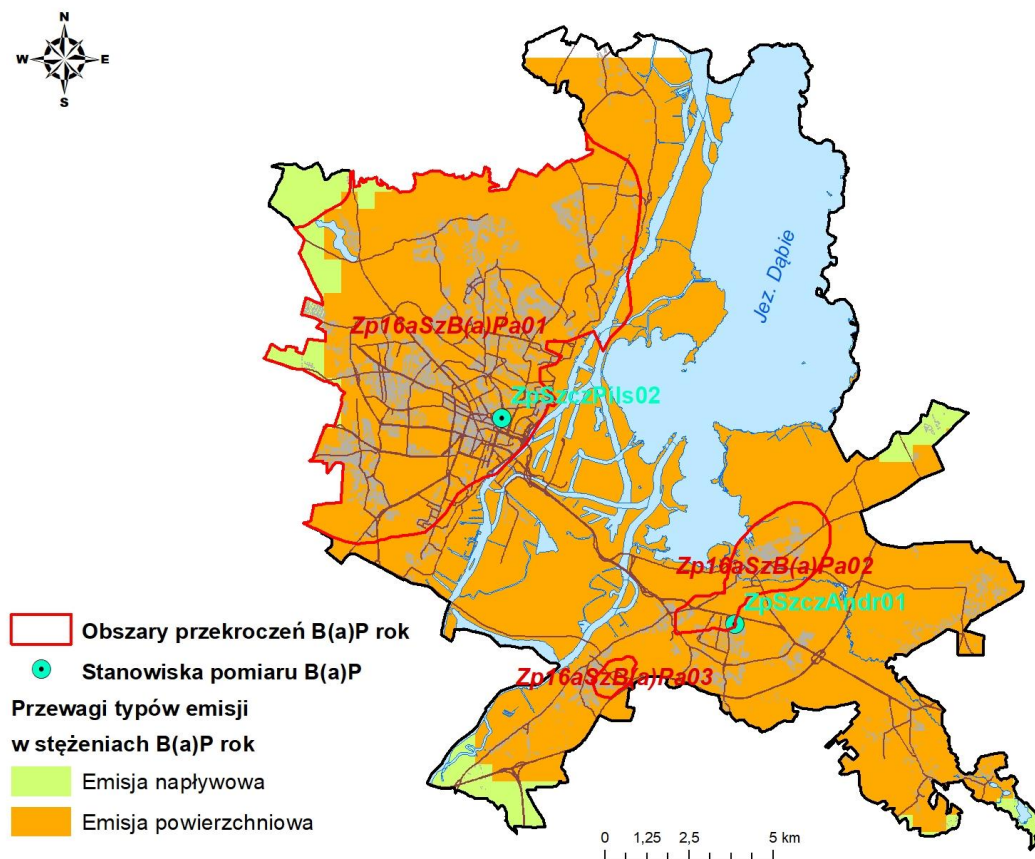 N
W E
S
Jez. Dąbie
Zp16aSzB(a)Pa01
ZpSzczPils02
Zp16aSzB(a)Pa02
ZpSzczAndr01
Zp16aSzB(a)Pa03
Obszary przekroczeń B(a)P rok
Stanowiska pomiaru B(a)P
Przewagi typów emisji
w stężeniach B(a)P rok
Emisja napływowa
Emisja powierzchniowa
0 1,25 2,5 5 km